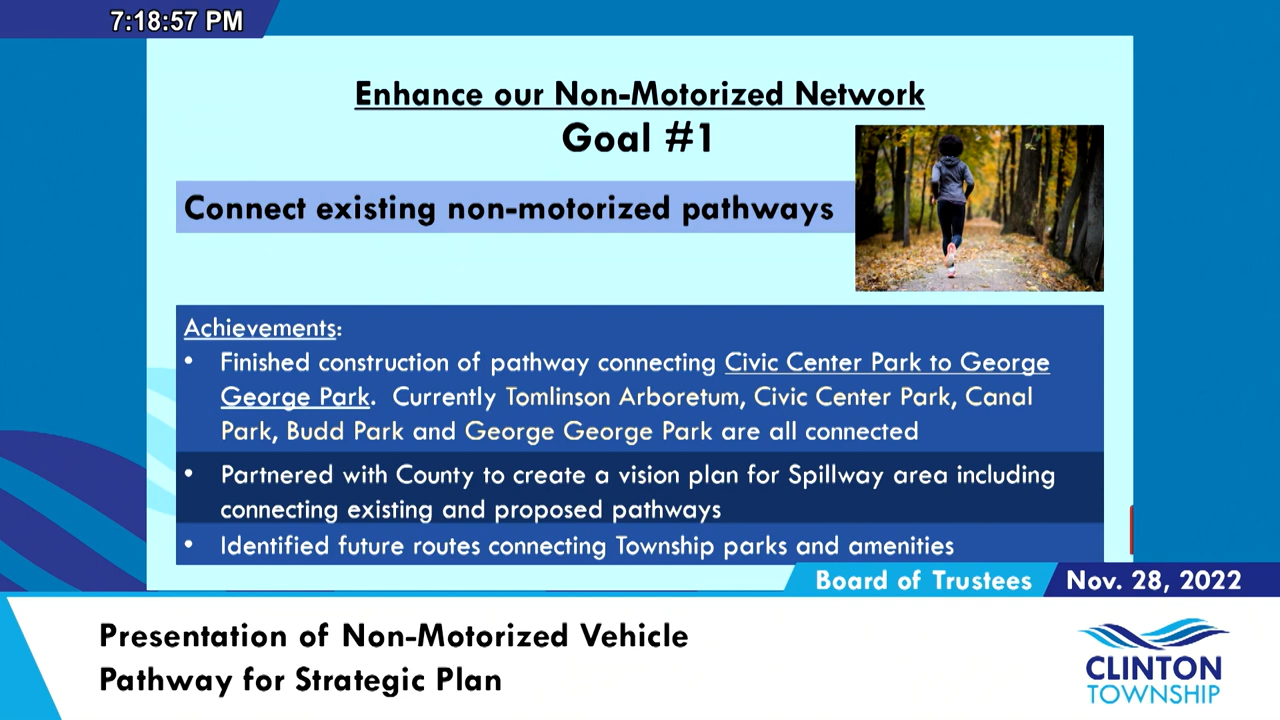 7:18:57 PM
Enhance our Non-Motorized Network
Goal #1
Connect existing non-motorized pathways
Achievements:
• Finished construction of pathway connecting Civic Center Park to George
George Park. Currently Tomlinson Arboretum, Civic Center Park, Canal
Park, Budd Park and George George Park are all connected
• Partnered with County to create a vision plan for Spillway area including
connecting existing and proposed pathways
• Identified future routes connecting Township parks and amenities
Board of Trustees
Nov. 28, 2022
Presentation of Non-Motorized Vehicle
Pathway for Strategic Plan
CLINTON
TOWNSHIP